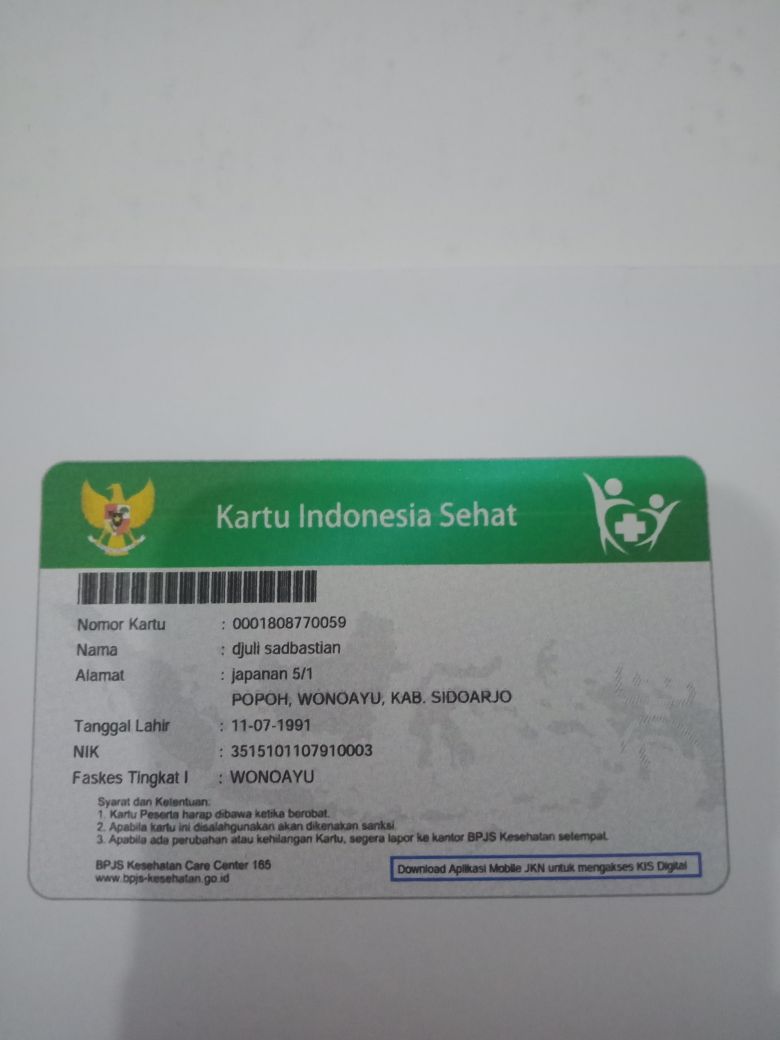 Kartu Indonesia Sehat
Nomor Kartu : 0001808770059
Nama : djuli sadbastian
Alamat : japanan 5/1
POPOH, WONOAYU, KAB. SIDOARJO
Tanggal Lahir : 11-07-1991
NIK : 3515101107910003
Faskes Tingkat I : WONOAYU
Syarat dan Ketentuan:
1. Kartu Peserta harap dibawa ketika berobat.
2. Apabila kartu ini disalahgunakan akan dikenakan sanksi.
3. Apabila ada perubahan atau kehilangan Kartu, segera lapor ke kantor BPJS Kesehatan setempat.
BPJS Kesehatan Care Center 165
www.bpjs-kesehatan.go.id
Download Aplikasi Mobile JKN untuk mengakses KIS Digital